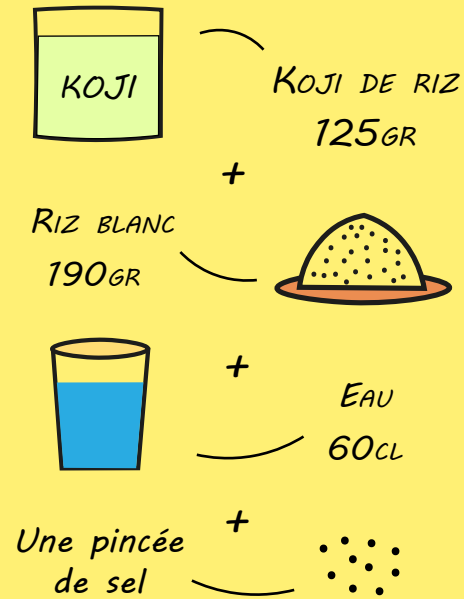 KOJI
KOJI DE RIZ
125GR
+
RIZ BLANC
190GR
+
EAU
60CL
+
Une pincée
de sel